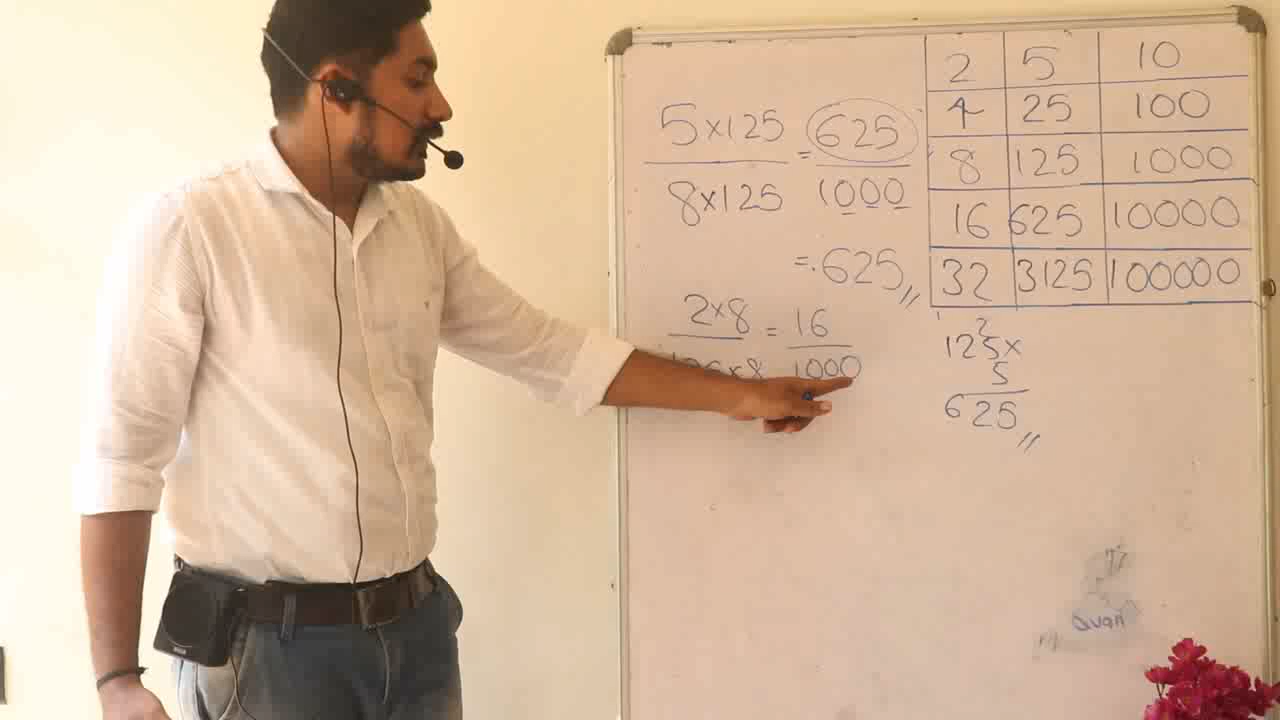 5×125 = 625
8×125 1000
= .625
2×8 = 16
×8 1000
2 5 10
4 25 100
8 125 1000
16 625 10000
32 3125 100000
2
125×
5
625